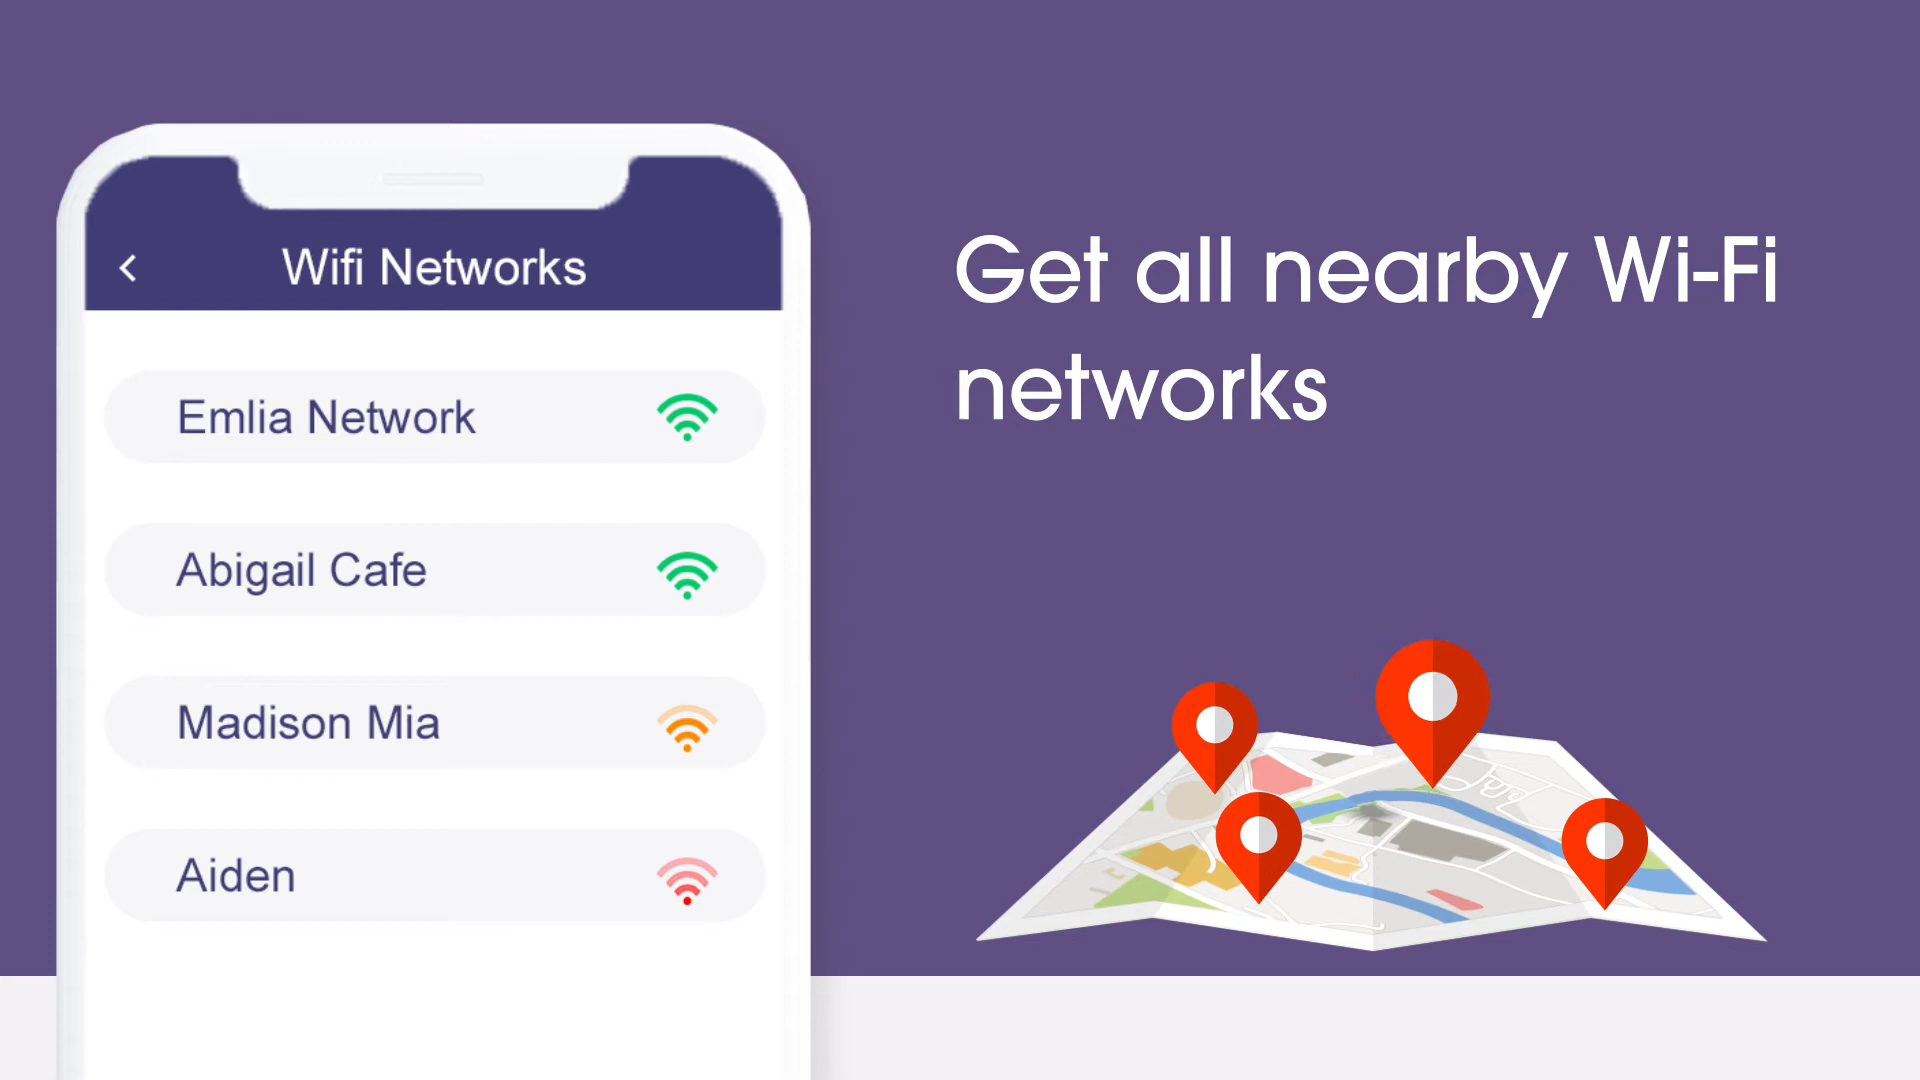 Wifi Networks
Emlia Network
Abigail Cafe
Madison Mia
Aiden
Get all nearby Wi-Fi
networks